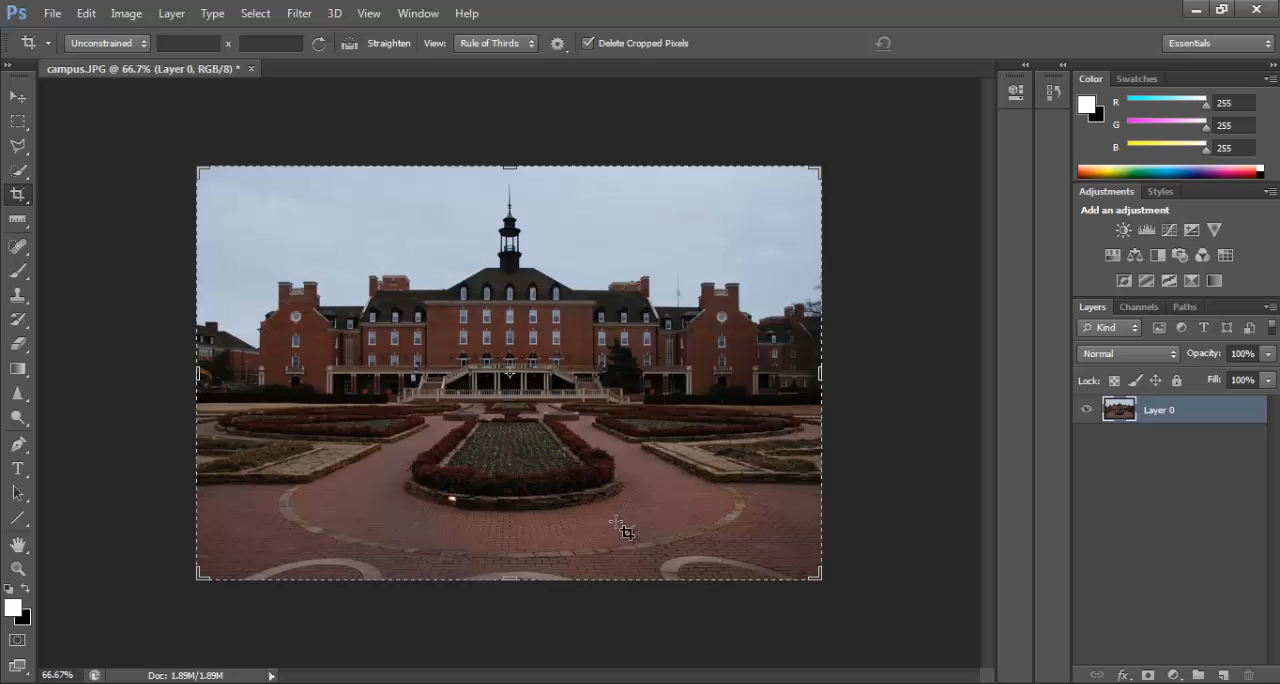 Ps File Edit Image Layer Type Select Filter 3D View Window Help
Unconstrained x Straighten View: Rule of Thirds Delete Cropped Pixels Essentials
campus.JPG @ 66.7% (Layer 0, RGB/8) * ×
Color Swatches
R 255
G 255
B 255
Adjustments Styles
Add an adjustment
Layers Channels Paths
Kind
Normal Opacity: 100%
Lock: Fill: 100%
Layer 0
66.67% Doc: 1.89M/1.89M
fx